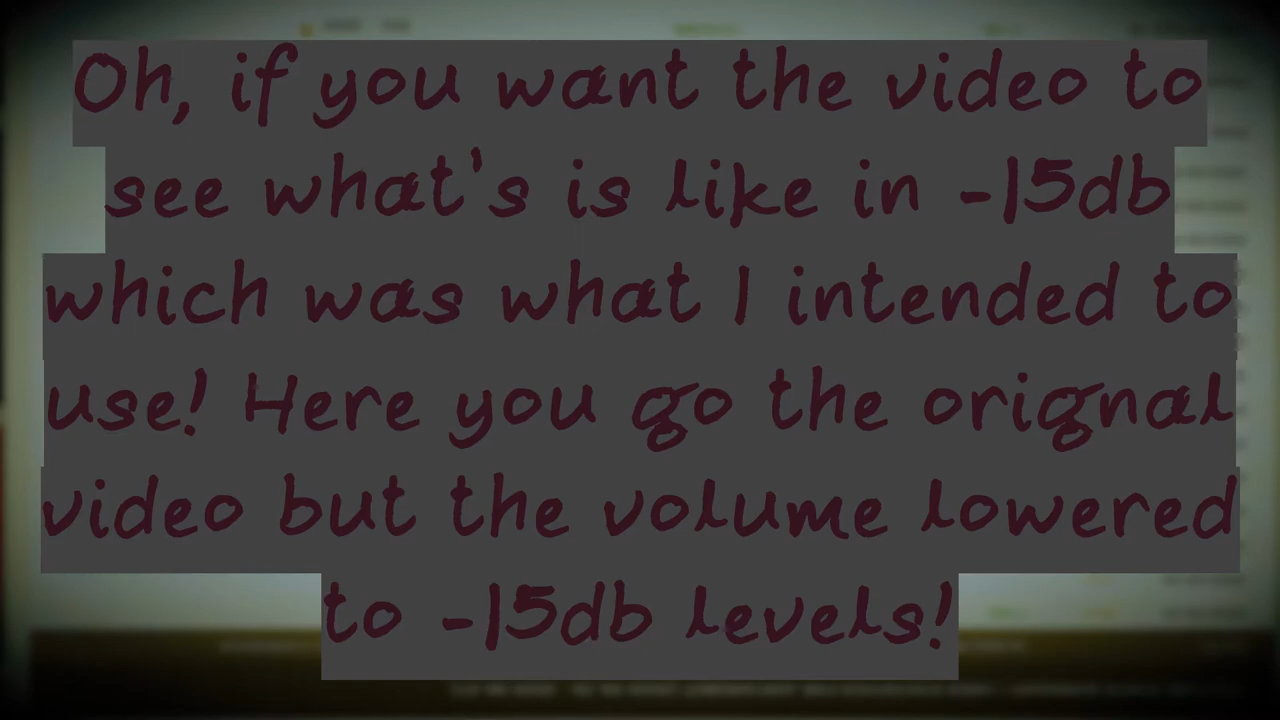 Oh, if you want the video to
see what's is like in -15db
which was what I intended to
use! Here you go the orignal
video but the volume lowered
to -15db levels!